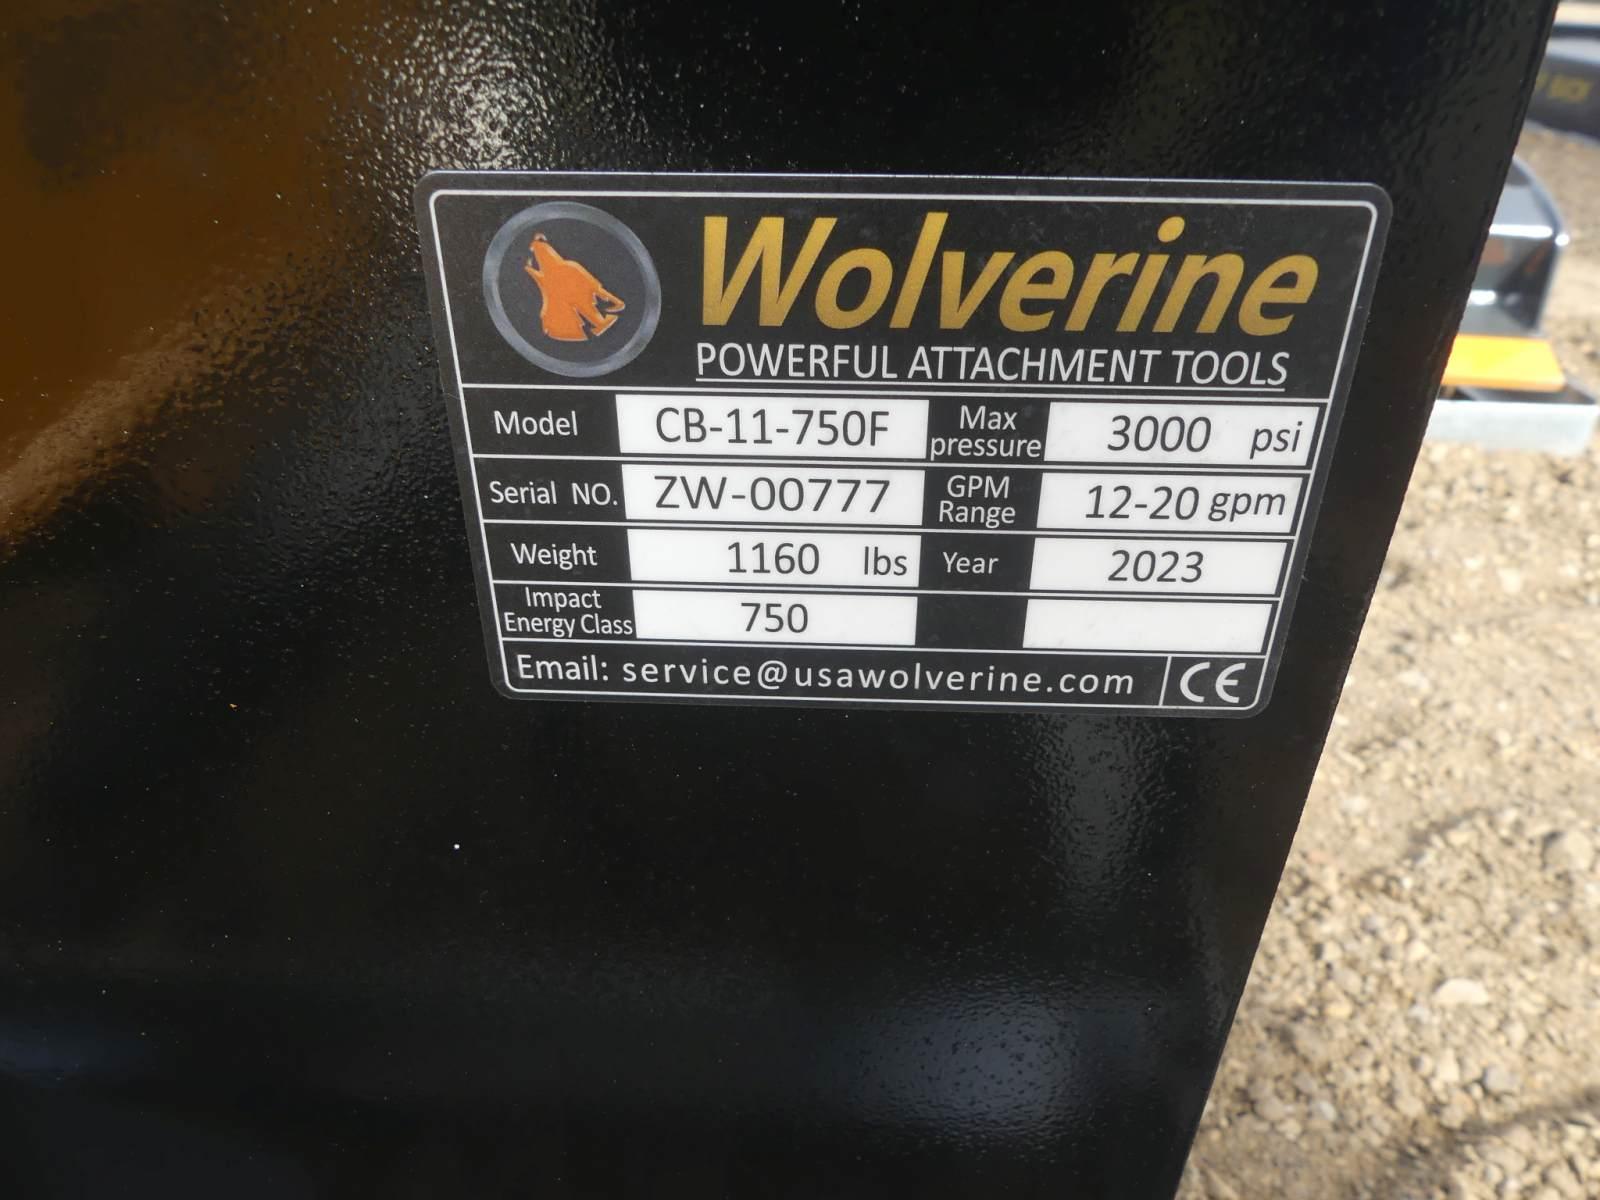 Wolverine
POWERFUL ATTACHMENT TOOLS
Model CB-11-750F Max pressure 3000 psi
Serial NO. ZW-00777 GPM Range 12-20 gpm
Weight 1160 lbs Year 2023
Impact Energy Class 750
Email: service@usawolverine.com CE